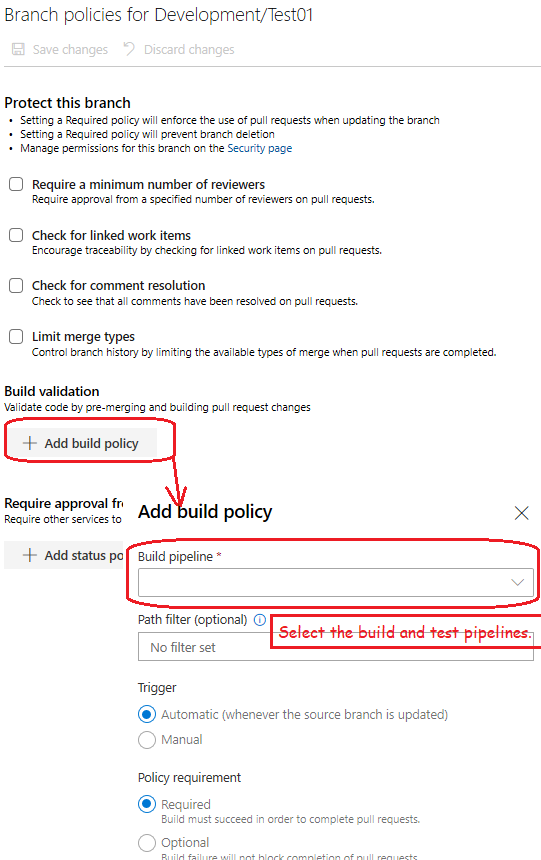 Branch policies for Development/Test01
Save changes Discard changes
Protect this branch
• Setting a Required policy will enforce the use of pull requests when updating the branch
• Setting a Required policy will prevent branch deletion
• Manage permissions for this branch on the Security page
Require a minimum number of reviewers
Require approval from a specified number of reviewers on pull requests.
Check for linked work items
Encourage traceability by checking for linked work items on pull requests.
Check for comment resolution
Check to see that all comments have been resolved on pull requests.
Limit merge types
Control branch history by limiting the available types of merge when pull requests are completed.
Build validation
Validate code by pre-merging and building pull request changes
+ Add build policy
Require approval fr
Require other services to
+ Add status po
Add build policy
Build pipeline *
Path filter (optional)
Select the build and test pipelines.
No filter set
Trigger
Automatic (whenever the source branch is updated)
Manual
Policy requirement
Required
Build must succeed in order to complete pull requests.
Optional
Build failure will not block completion of pull requests